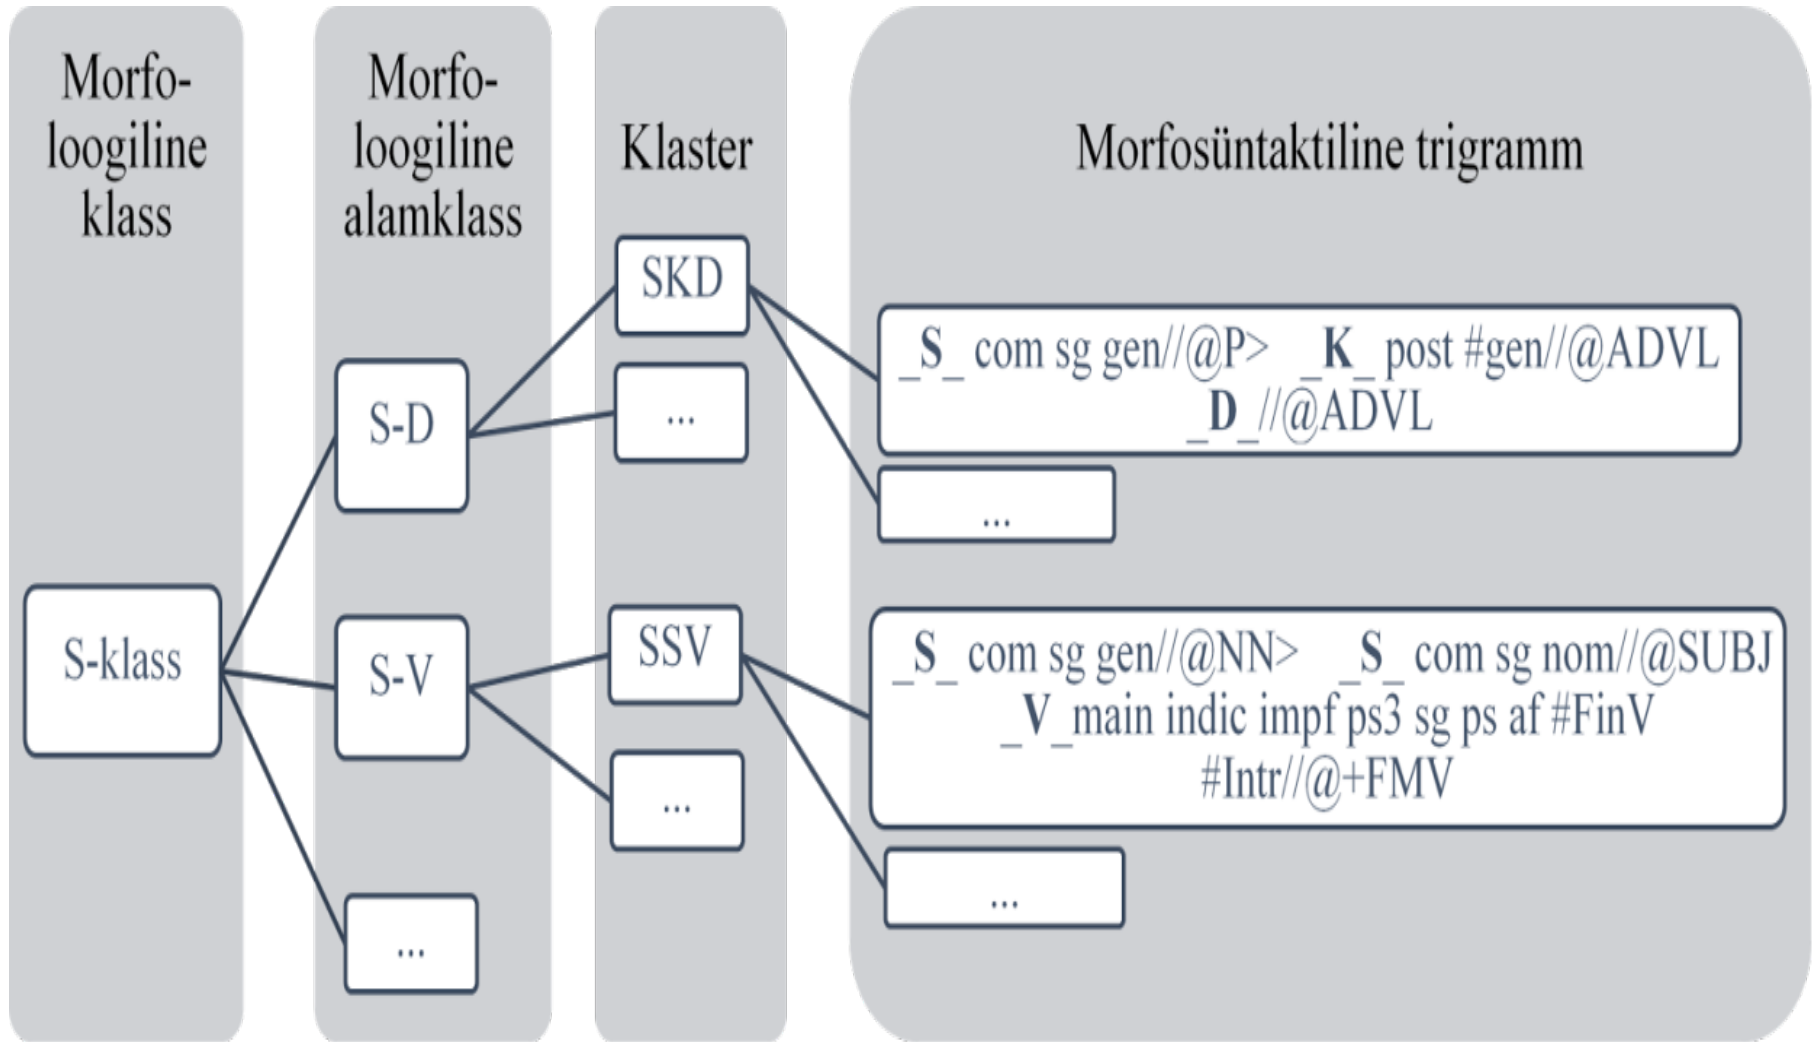 Morfo-
loogiline
klass
S-klass
Morfo-
loogiline
alamklass
S-D
S-V
...
Klaster
SKD
...
SSV
...
Morfosüntaktiline trigramm
_S_ com sg gen//@P> _K_ post #gen//@ADVL
_D_//@ADVL
...
_S_ com sg gen//@NN> _S_ com sg nom//@SUBJ
_V_main indic impf ps3 sg ps af #FinV
#Intr//@+FMV
...